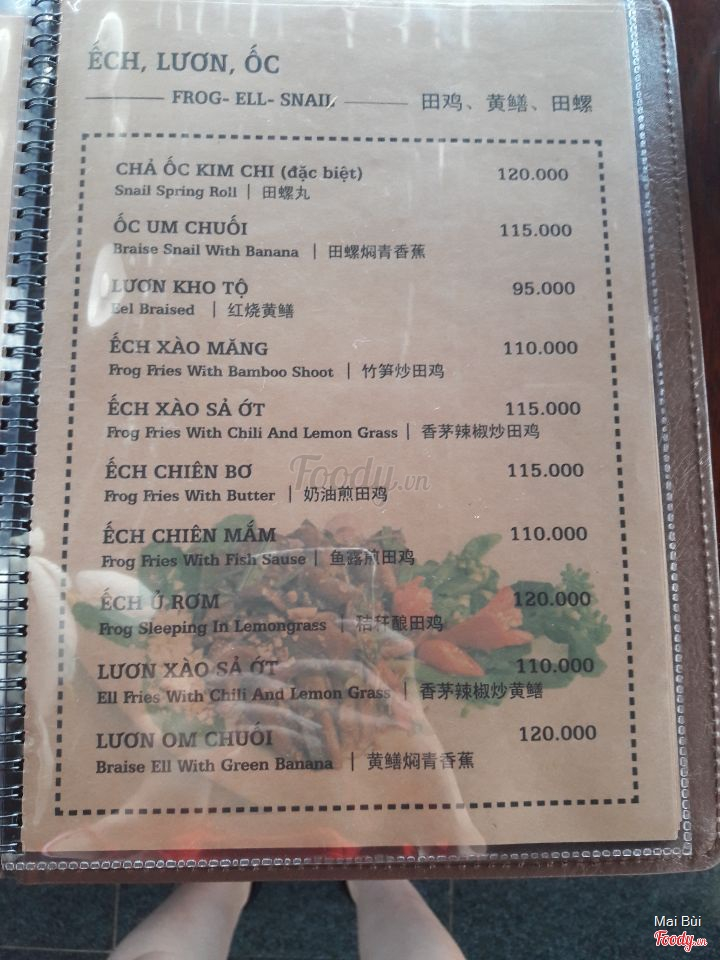 ẾCH, LƯƠN, ỐC
FROG- ELL- SNAIL 田鸡、黄鳝、田螺
CHẢ ỐC KIM CHI (đặc biệt) 120.000
Snail Spring Roll | 田螺丸
ỐC UM CHUỐI 115.000
Braise Snail With Banana | 田螺焖青香蕉
LƯƠN KHO TỘ 95.000
Eel Braised | 红烧黄鳝
ẾCH XÀO MĂNG 110.000
Frog Fries With Bamboo Shoot | 竹笋炒田鸡
ẾCH XÀO SẢ ỚT 115.000
Frog Fries With Chili And Lemon Grass | 香茅辣椒炒田鸡
ẾCH CHIÊN BƠ 115.000
Foody.vn
Frog Fries With Butter | 奶油煎田鸡
ẾCH CHIÊN MẮM 110.000
Frog Fries With Fish Sause | 鱼露煎田鸡
ẾCH Ủ RƠM 120.000
Frog Sleeping In Lemongrass | 秸秆酿田鸡
LƯƠN XÀO SẢ ỚT 110.000
Ell Fries With Chili And Lemon Grass | 香茅辣椒炒黄鳝
LƯƠN OM CHUỐI 120.000
Braise Ell With Green Banana | 黄鳝焖青香蕉
Mai Bùi
Foody.vn